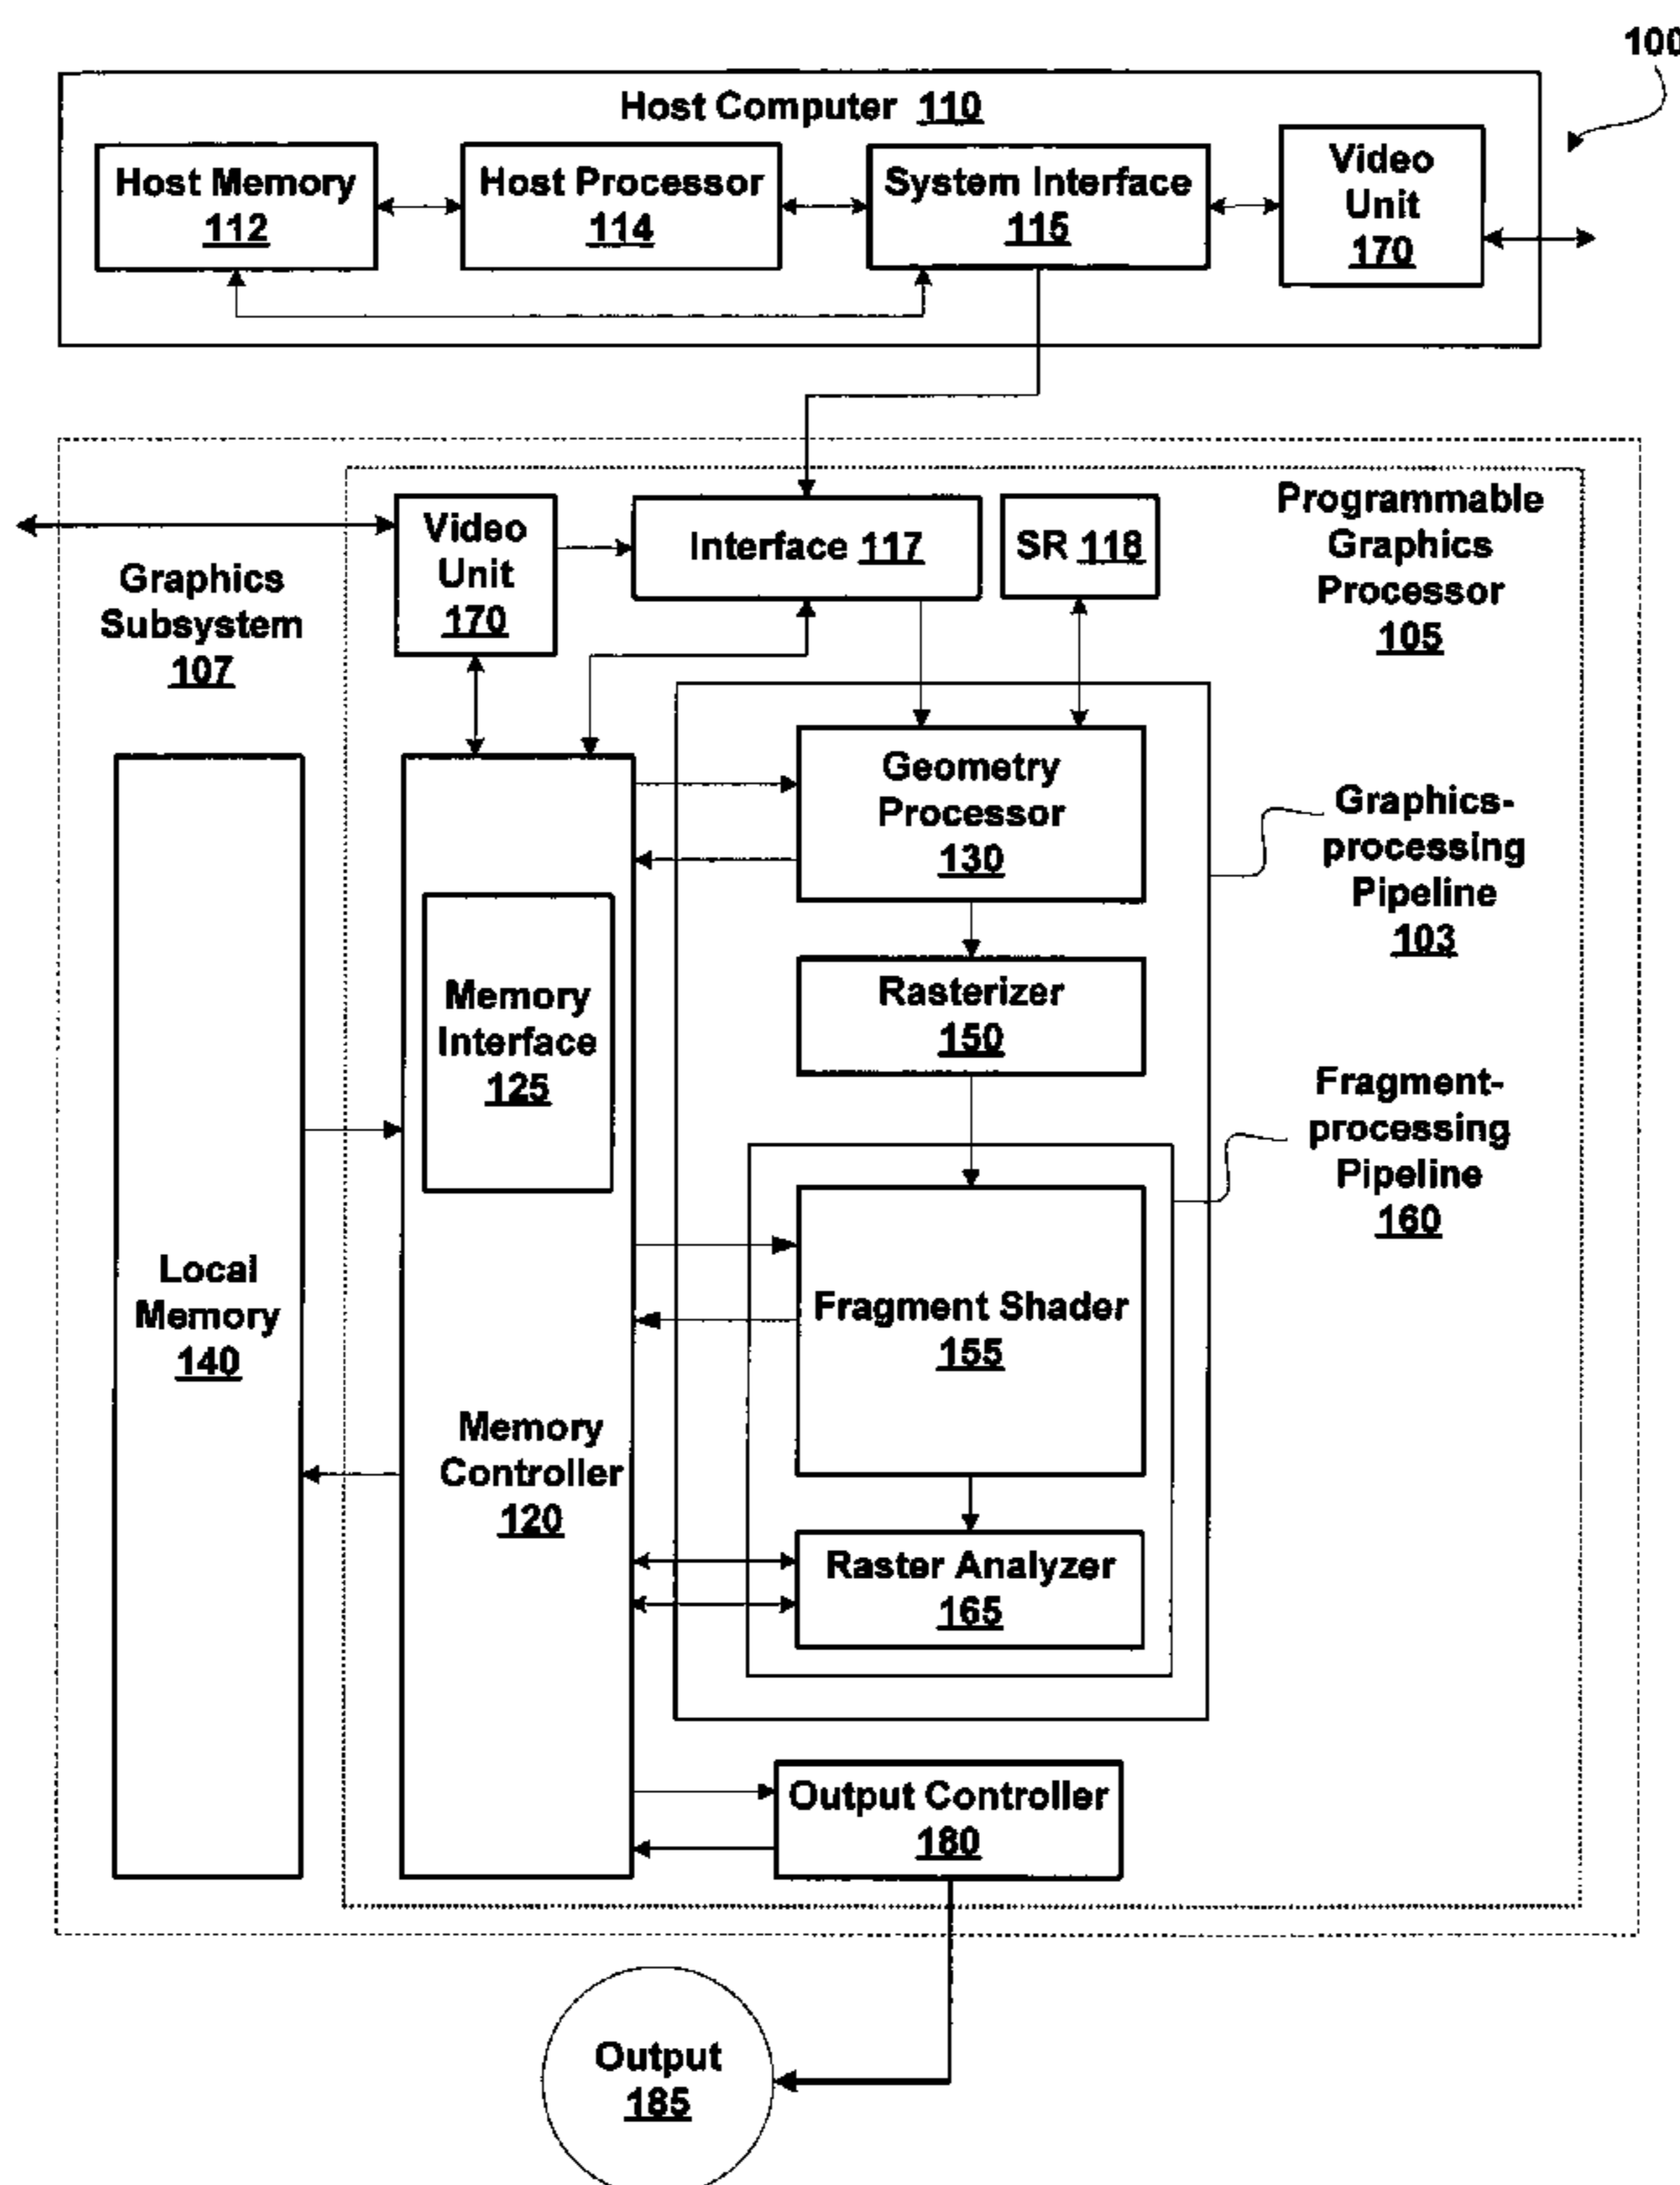 100
Host Computer 110
Host Memory
112
Host Processor
114
System Interface
115
Video
Unit
170
Graphics
Subsystem
107
Video
Unit
170
Interface 117
SR 118
Programmable
Graphics
Processor
105
Geometry
Processor
130
Graphics-
processing
Pipeline
103
Memory
Interface
125
Rasterizer
150
Fragment-
processing
Pipeline
160
Local
Memory
140
Fragment Shader
155
Memory
Controller
120
Raster Analyzer
165
Output Controller
180
Output
185